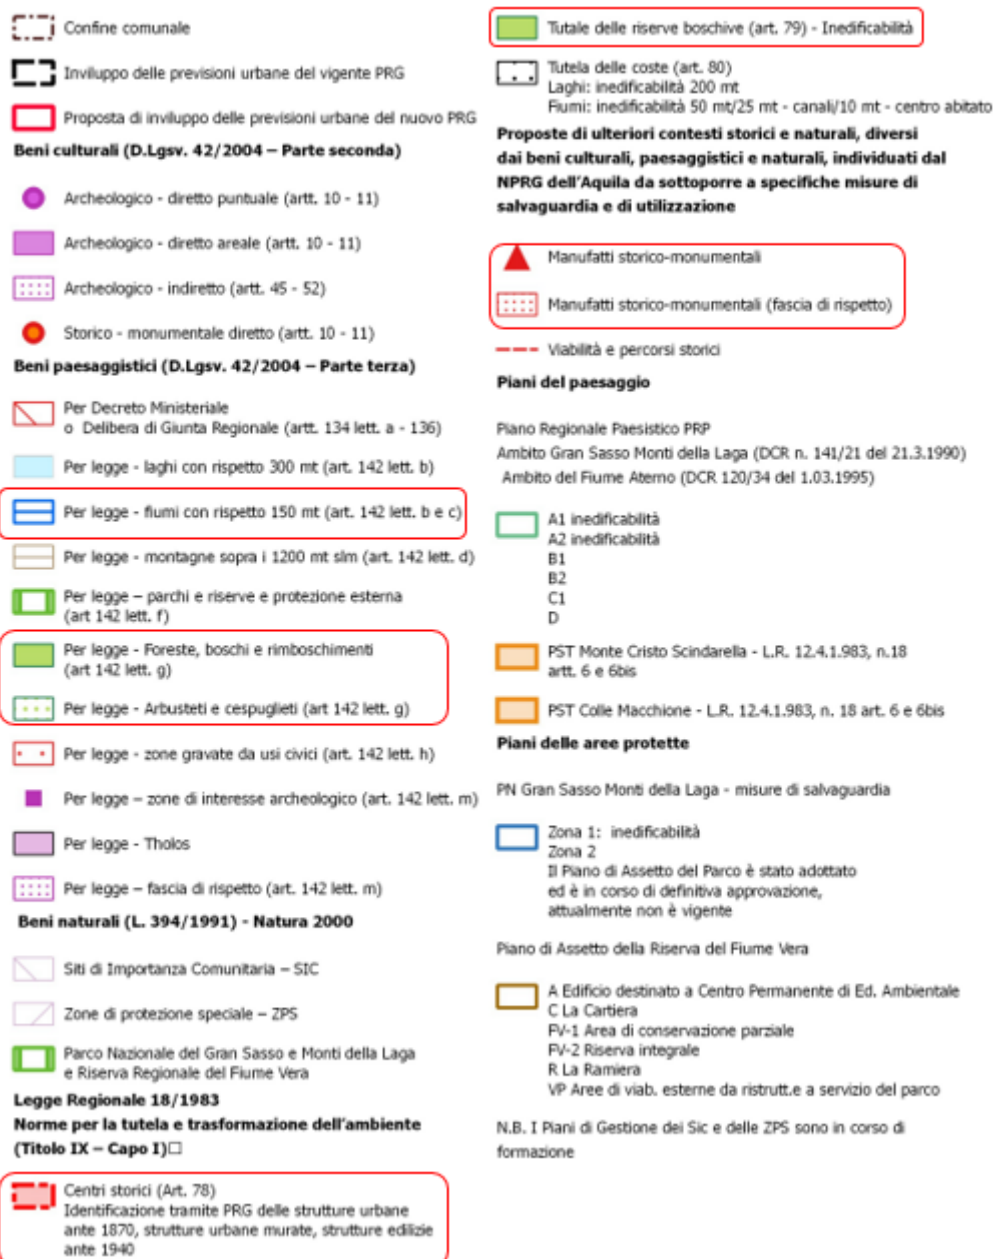 Confine comunale
Inviluppo delle previsioni urbane del vigente PRG
Proposta di inviluppo delle previsioni urbane del nuovo PRG
Beni culturali (D.Lgsv. 42/2004 – Parte seconda)
Archeologico - diretto puntuale (artt. 10 - 11)
Archeologico - diretto areale (artt. 10 - 11)
Archeologico - indiretto (artt. 45 - 52)
Storico - monumentale diretto (artt. 10 - 11)
Beni paesaggistici (D.Lgsv. 42/2004 – Parte terza)
Per Decreto Ministeriale
o Delibera di Giunta Regionale (artt. 134 lett. a - 136)
Per legge - laghi con rispetto 300 mt (art. 142 lett. b)
Per legge - fiumi con rispetto 150 mt (art. 142 lett. b e c)
Per legge - montagne sopra i 1200 mt slm (art. 142 lett. d)
Per legge – parchi e riserve e protezione esterna
(art 142 lett. f)
Per legge - Foreste, boschi e rimboschimenti
(art 142 lett. g)
Per legge - Arbusteti e cespuglieti (art 142 lett. g)
Per legge - zone gravate da usi civici (art. 142 lett. h)
Per legge – zone di interesse archeologico (art. 142 lett. m)
Per legge - Tholos
Per legge – fascia di rispetto (art. 142 lett. m)
Beni naturali (L. 394/1991) - Natura 2000
Siti di Importanza Comunitaria – SIC
Zone di protezione speciale – ZPS
Parco Nazionale del Gran Sasso e Monti della Laga
e Riserva Regionale del Fiume Vera
Legge Regionale 18/1983
Norme per la tutela e trasformazione dell'ambiente
(Titolo IX – Capo I)□
Centri storici (Art. 78)
Identificazione tramite PRG delle strutture urbane
ante 1870, strutture urbane murate, strutture edilizie
ante 1940
Tutale delle riserve boschive (art. 79) - Inedificabilità
Tutela delle coste (art. 80)
Laghi: inedificabilità 200 mt
Fiumi: inedificabilità 50 mt/25 mt - canali/10 mt - centro abitato
Proposte di ulteriori contesti storici e naturali, diversi
dai beni culturali, paesaggistici e naturali, individuati dal
NPRG dell'Aquila da sottoporre a specifiche misure di
salvaguardia e di utilizzazione
Manufatti storico-monumentali
Manufatti storico-monumentali (fascia di rispetto)
Viabilità e percorsi storici
Piani del paesaggio
Piano Regionale Paesistico PRP
Ambito Gran Sasso Monti della Laga (DCR n. 141/21 del 21.3.1990)
Ambito del Fiume Aterno (DCR 120/34 del 1.03.1995)
A1 inedificabilità
A2 inedificabilità
B1
B2
C1
D
PST Monte Cristo Scindarella - L.R. 12.4.1.983, n.18
artt. 6 e 6bis
PST Colle Macchione - L.R. 12.4.1.983, n. 18 art. 6 e 6bis
Piani delle aree protette
PN Gran Sasso Monti della Laga - misure di salvaguardia
Zona 1: inedificabilità
Zona 2
Il Piano di Assetto del Parco è stato adottato
ed è in corso di definitiva approvazione,
attualmente non è vigente
Piano di Assetto della Riserva del Fiume Vera
A Edificio destinato a Centro Permanente di Ed. Ambientale
C La Cartiera
FV-1 Area di conservazione parziale
FV-2 Riserva integrale
R La Ramiera
VP Aree di viab. esterne da ristrutt.e a servizio del parco
N.B. I Piani di Gestione dei Sic e delle ZPS sono in corso di
formazione